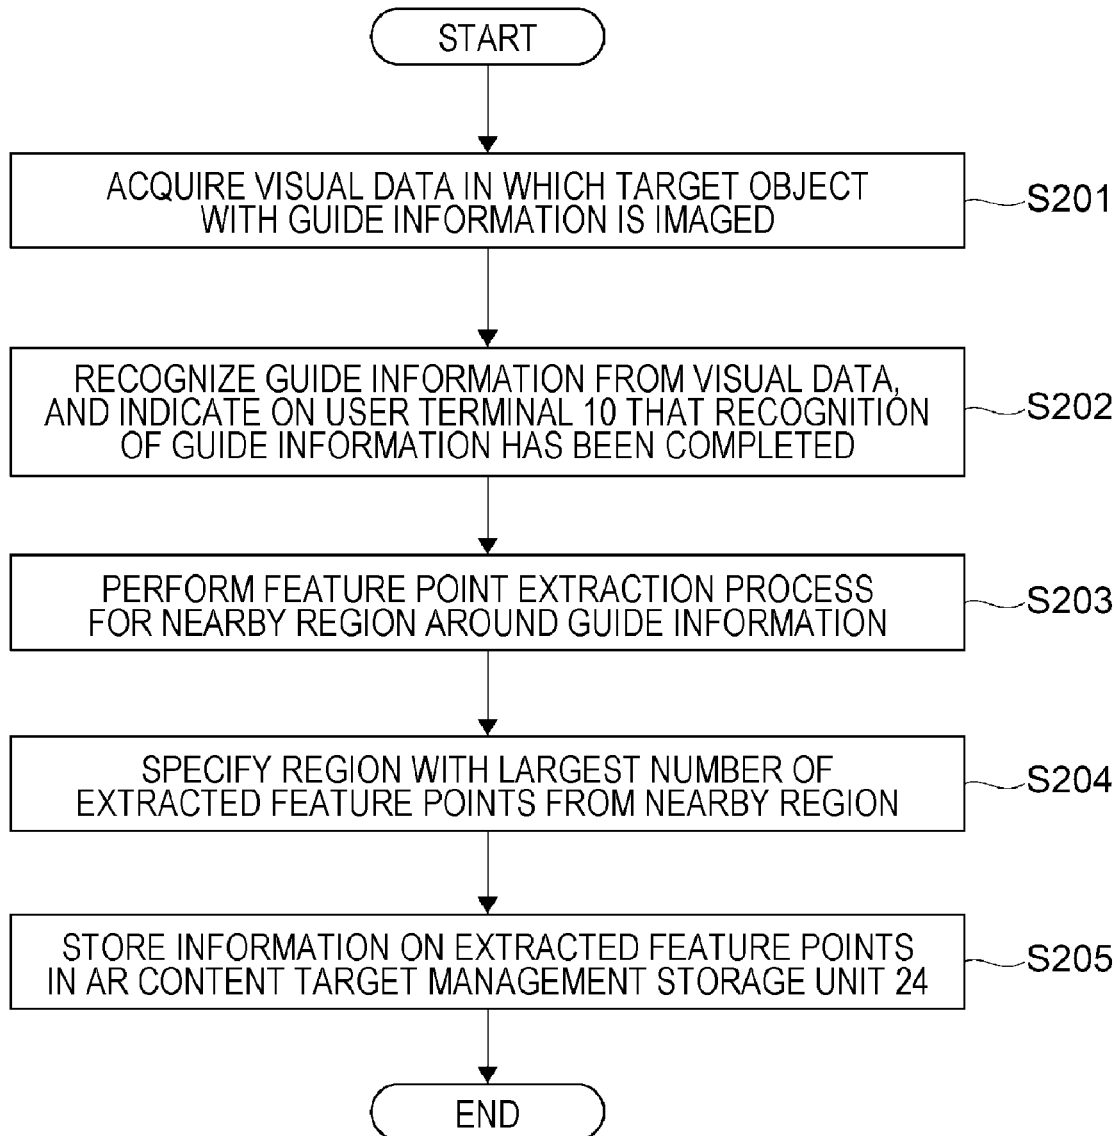 START
ACQUIRE VISUAL DATA IN WHICH TARGET OBJECT
WITH GUIDE INFORMATION IS IMAGED
S201
RECOGNIZE GUIDE INFORMATION FROM VISUAL DATA,
AND INDICATE ON USER TERMINAL 10 THAT RECOGNITION
OF GUIDE INFORMATION HAS BEEN COMPLETED
S202
PERFORM FEATURE POINT EXTRACTION PROCESS
FOR NEARBY REGION AROUND GUIDE INFORMATION
S203
SPECIFY REGION WITH LARGEST NUMBER OF
EXTRACTED FEATURE POINTS FROM NEARBY REGION
S204
STORE INFORMATION ON EXTRACTED FEATURE POINTS
IN AR CONTENT TARGET MANAGEMENT STORAGE UNIT 24
S205
END